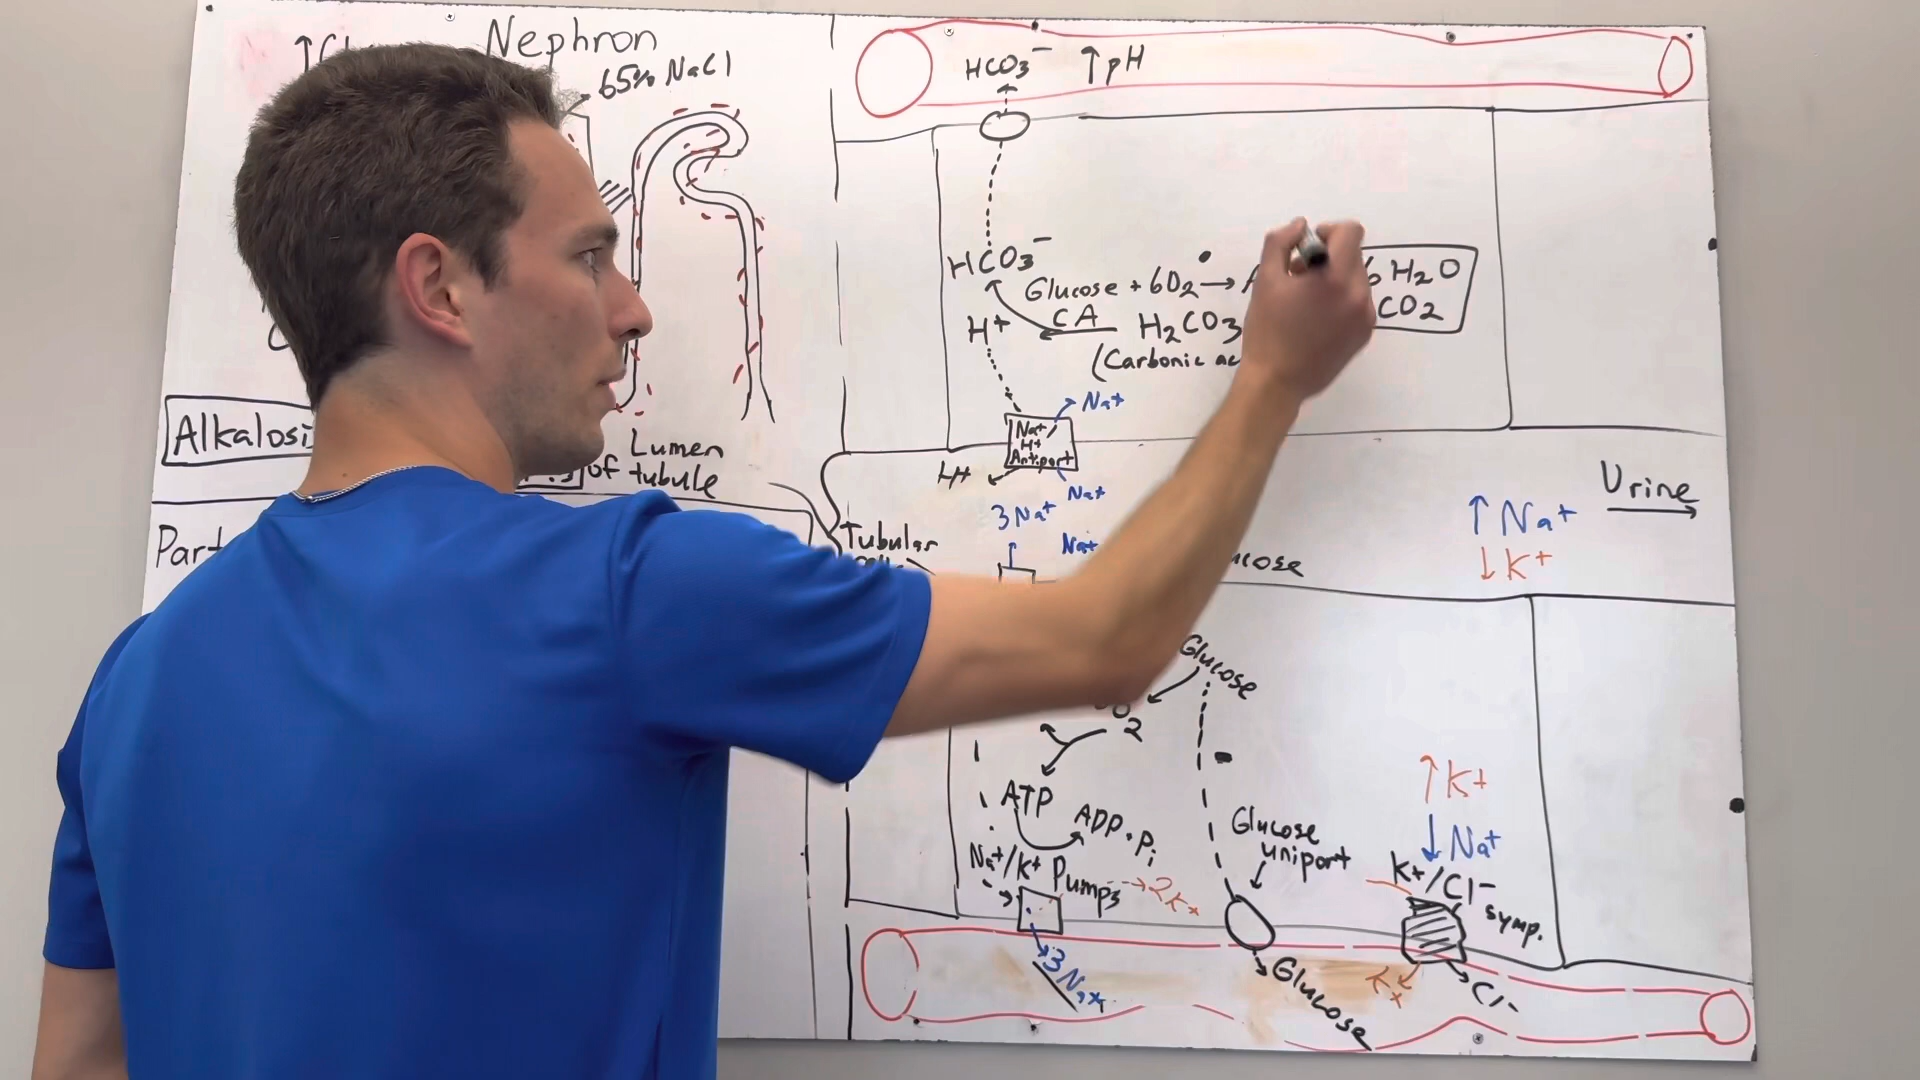 Nephron
65% NaCl
Alkalosi
Lumen
of tubule
Part
HCO3⁻ ↑pH
HCO3⁻
Glucose + 6O2 → 6H2O
CA H2CO3 CO2
H+
(Carbonic
Na+
Na+/
H+
Antiport
H+
Na+
3Na+
Na+
Tubular
Urine
↑Na+
↓K+
Glucose
O2
ATP
ADP + Pi
Na+/K+ Pumps
2K+
3Na+
Glucose
uniport
Glucose
↑K+
↓Na+
K+/Cl⁻
symp.
K+
Cl⁻